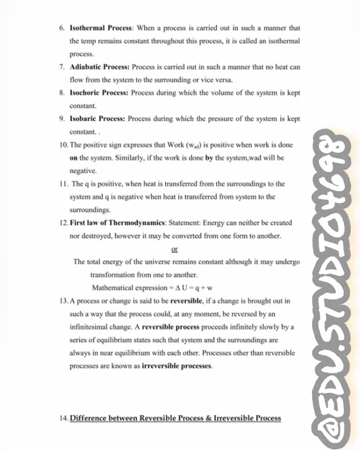 6. Isothermal Process: When a process is carried out in such a manner that
the temp remains constant throughout this process, it is called an isothermal
process.
7. Adiabatic Process: Process is carried out in such a manner that no heat can
flow from the system to the surrounding or vice versa.
8. Isochoric Process: Process during which the volume of the system is kept
constant.
9. Isobaric Process: Process during which the pressure of the system is kept
constant. .
10. The positive sign expresses that Work (wad) is positive when work is done
on the system. Similarly, if the work is done by the system,wad will be
negative.
11. The q is positive, when heat is transferred from the surroundings to the
system and q is negative when heat is transferred from system to the
surroundings.
12. First law of Thermodynamics: Statement: Energy can neither be created
nor destroyed, however it may be converted from one form to another.
or
The total energy of the universe remains constant although it may undergo
transformation from one to another.
Mathematical expression = Δ U = q + w
13. A process or change is said to be reversible, if a change is brought out in
such a way that the process could, at any moment, be reversed by an
infinitesimal change. A reversible process proceeds infinitely slowly by a
series of equilibrium states such that system and the surroundings are
always in near equilibrium with each other. Processes other than reversible
processes are known as irreversible processes.
14. Difference between Reversible Process & Irreversible Process
@EDU.STUDIO4698